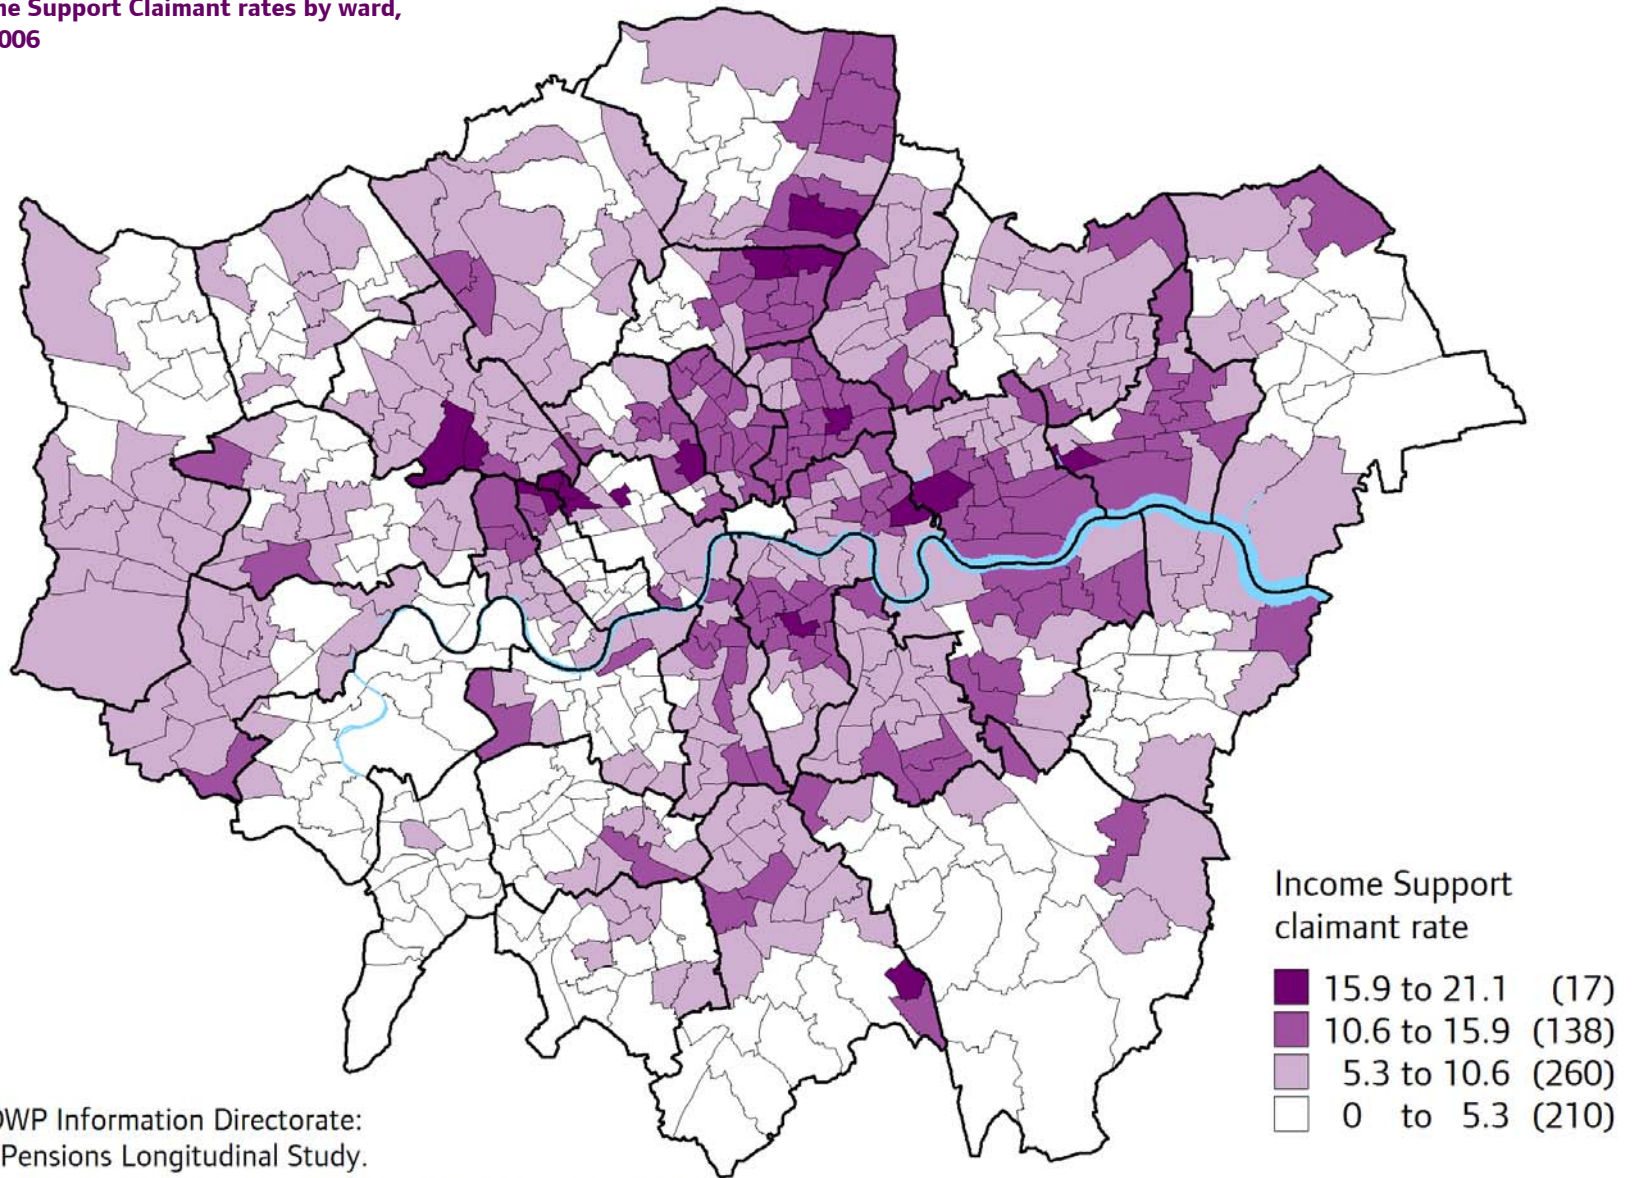 me Support Claimant rates by ward,
006
Income Support
claimant rate
15.9 to 21.1 (17)
10.6 to 15.9 (138)
5.3 to 10.6 (260)
0 to 5.3 (210)
DWP Information Directorate:
Pensions Longitudinal Study.